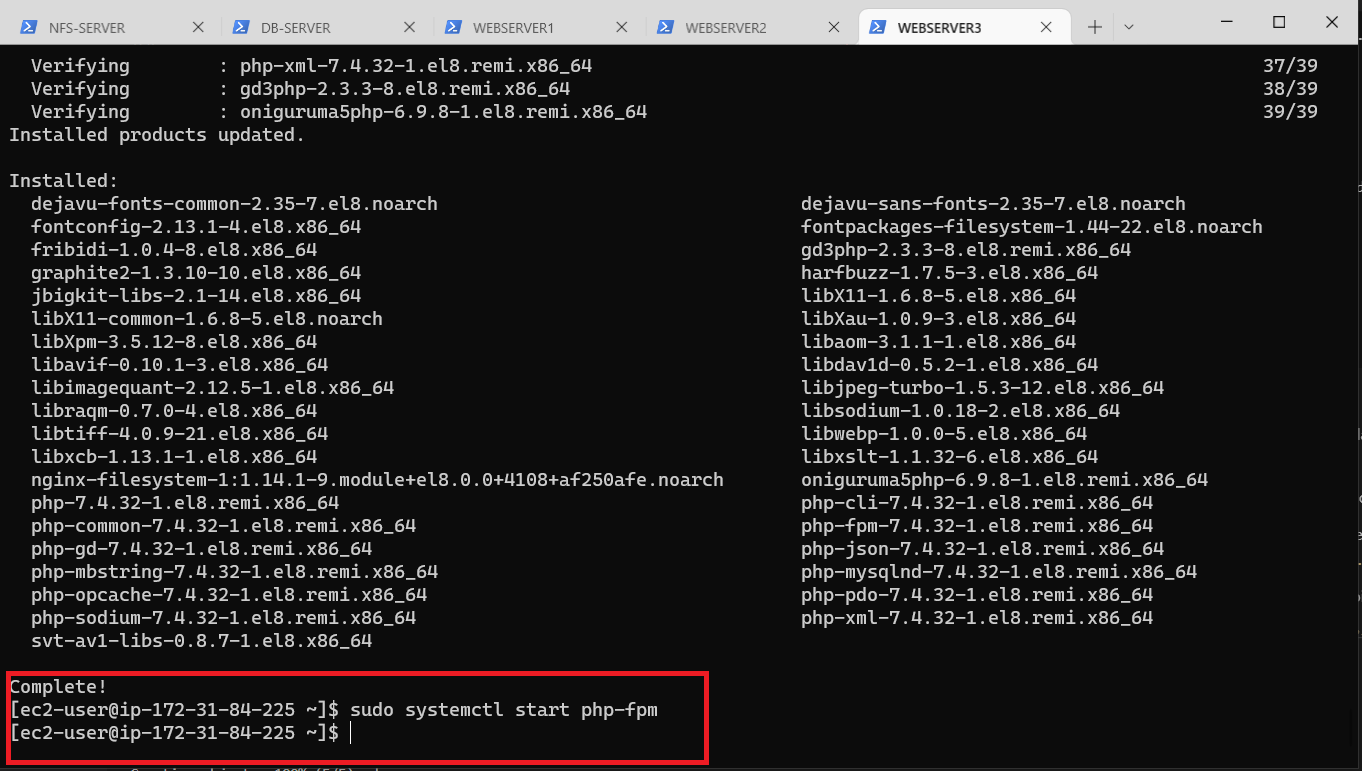 NFS-SERVER DB-SERVER WEBSERVER1 WEBSERVER2 WEBSERVER3
Verifying : php-xml-7.4.32-1.el8.remi.x86_64 37/39
Verifying : gd3php-2.3.3-8.el8.remi.x86_64 38/39
Verifying : oniguruma5php-6.9.8-1.el8.remi.x86_64 39/39
Installed products updated.
Installed:
dejavu-fonts-common-2.35-7.el8.noarch dejavu-sans-fonts-2.35-7.el8.noarch
fontconfig-2.13.1-4.el8.x86_64 fontpackages-filesystem-1.44-22.el8.noarch
fribidi-1.0.4-8.el8.x86_64 gd3php-2.3.3-8.el8.remi.x86_64
graphite2-1.3.10-10.el8.x86_64 harfbuzz-1.7.5-3.el8.x86_64
jbigkit-libs-2.1-14.el8.x86_64 libX11-1.6.8-5.el8.x86_64
libX11-common-1.6.8-5.el8.noarch libXau-1.0.9-3.el8.x86_64
libXpm-3.5.12-8.el8.x86_64 libaom-3.1.1-1.el8.x86_64
libavif-0.10.1-3.el8.x86_64 libdav1d-0.5.2-1.el8.x86_64
libimagequant-2.12.5-1.el8.x86_64 libjpeg-turbo-1.5.3-12.el8.x86_64
libraqm-0.7.0-4.el8.x86_64 libsodium-1.0.18-2.el8.x86_64
libtiff-4.0.9-21.el8.x86_64 libwebp-1.0.0-5.el8.x86_64
libxcb-1.13.1-1.el8.x86_64 libxslt-1.1.32-6.el8.x86_64
nginx-filesystem-1:1.14.1-9.module+el8.0.0+4108+af250afe.noarch oniguruma5php-6.9.8-1.el8.remi.x86_64
php-7.4.32-1.el8.remi.x86_64 php-cli-7.4.32-1.el8.remi.x86_64
php-common-7.4.32-1.el8.remi.x86_64 php-fpm-7.4.32-1.el8.remi.x86_64
php-gd-7.4.32-1.el8.remi.x86_64 php-json-7.4.32-1.el8.remi.x86_64
php-mbstring-7.4.32-1.el8.remi.x86_64 php-mysqlnd-7.4.32-1.el8.remi.x86_64
php-opcache-7.4.32-1.el8.remi.x86_64 php-pdo-7.4.32-1.el8.remi.x86_64
php-sodium-7.4.32-1.el8.remi.x86_64 php-xml-7.4.32-1.el8.remi.x86_64
svt-av1-libs-0.8.7-1.el8.x86_64
Complete!
[ec2-user@ip-172-31-84-225 ~]$ sudo systemctl start php-fpm
[ec2-user@ip-172-31-84-225 ~]$